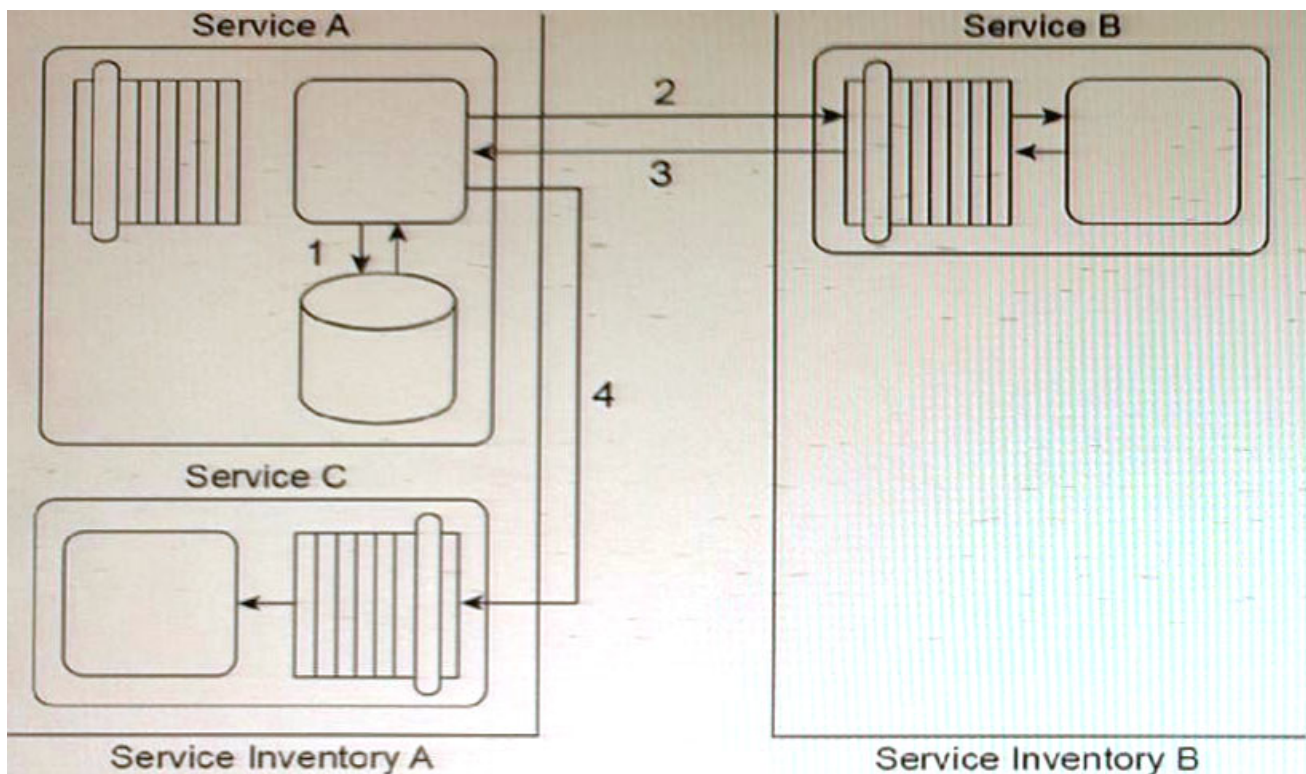 Service A
Service B
2
3
1
4
Service C
Service Inventory A
Service Inventory B